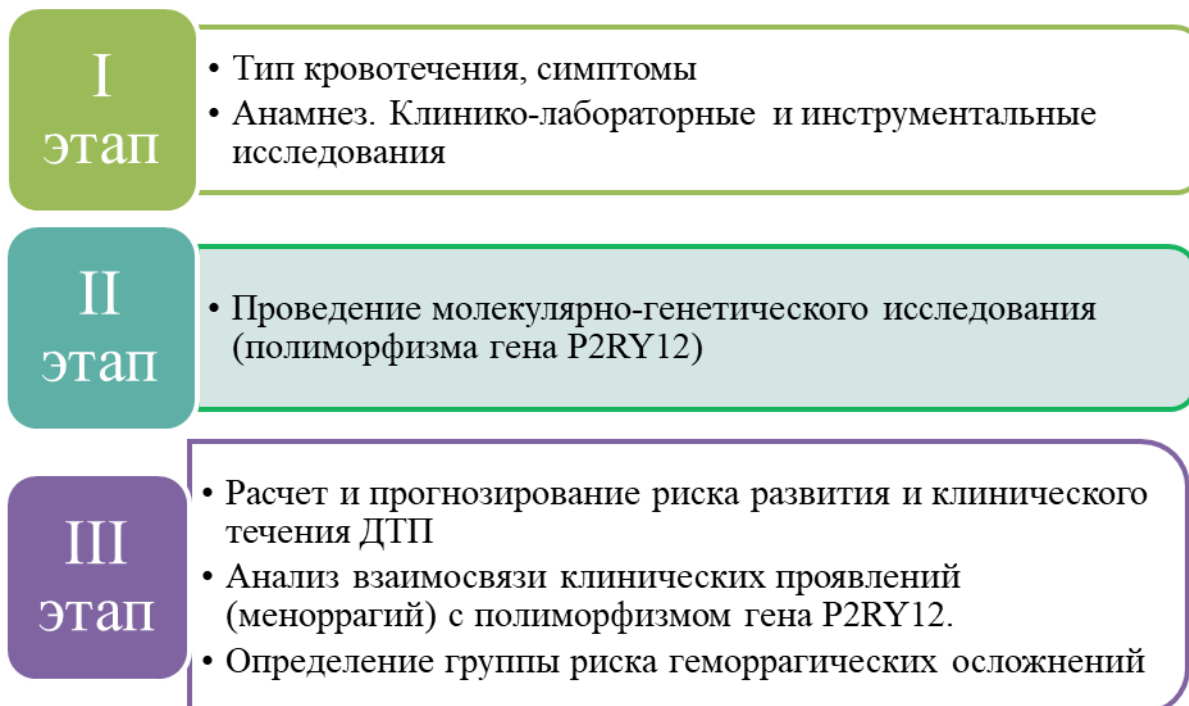 I
этап
• Тип кровотечения, симптомы
• Анамнез. Клинико-лабораторные и инструментальные
исследования
II
этап
• Проведение молекулярно-генетического исследования
(полиморфизма гена P2RY12)
III
этап
• Расчет и прогнозирование риска развития и клинического
течения ДТП
• Анализ взаимосвязи клинических проявлений
(меноррагий) с полиморфизмом гена P2RY12.
• Определение группы риска геморрагических осложнений